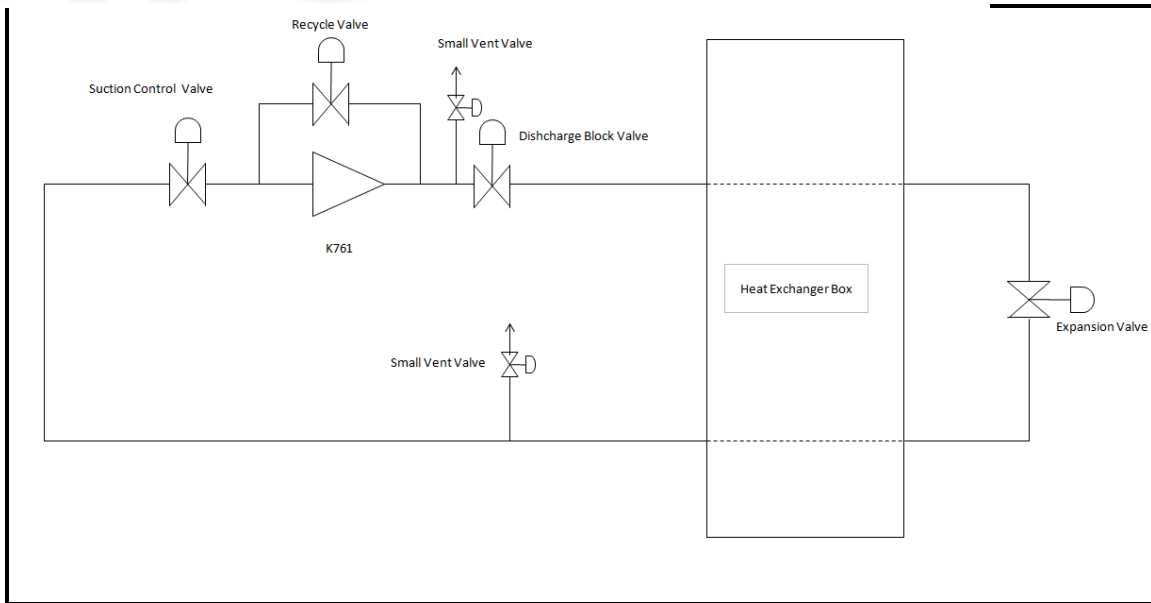 Recycle Valve
Small Vent Valve
Suction Control Valve
Dishcharge Block Valve
K761
Heat Exchanger Box
Expansion Valve
Small Vent Valve